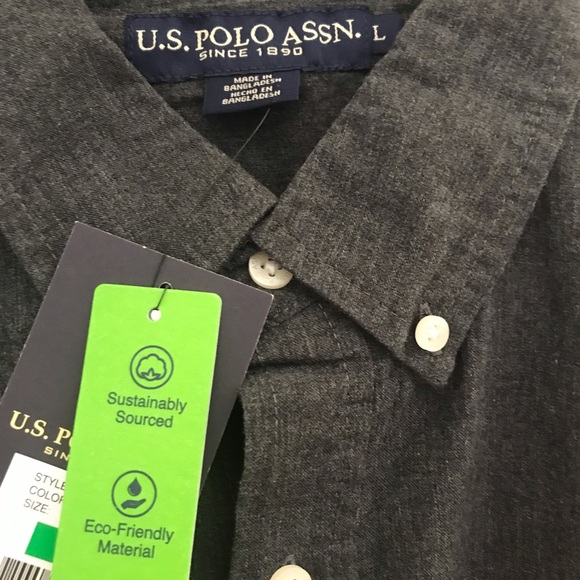 U.S. POLO ASSN. L
SINCE 1890
MADE IN
BANGLADESH
HECHO EN
BANGLADESH
Sustainably
Sourced
Eco-Friendly
Material
U.S. P
SIN
STYLE
COLOR
SIZE: